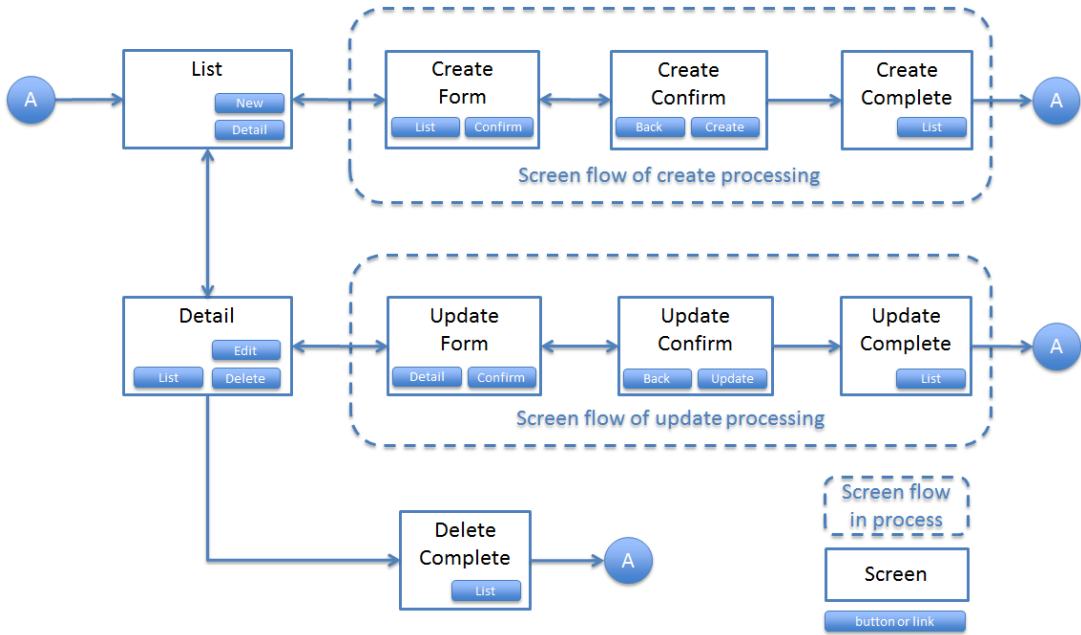 A
List
New
Detail
Create
Form
List
Confirm
Create
Confirm
Back
Create
Create
Complete
List
A
Screen flow of create processing
Detail
Edit
List
Delete
Update
Form
Detail
Confirm
Update
Confirm
Back
Update
Update
Complete
List
A
Screen flow of update processing
Delete
Complete
List
A
Screen flow
in process
Screen
button or link